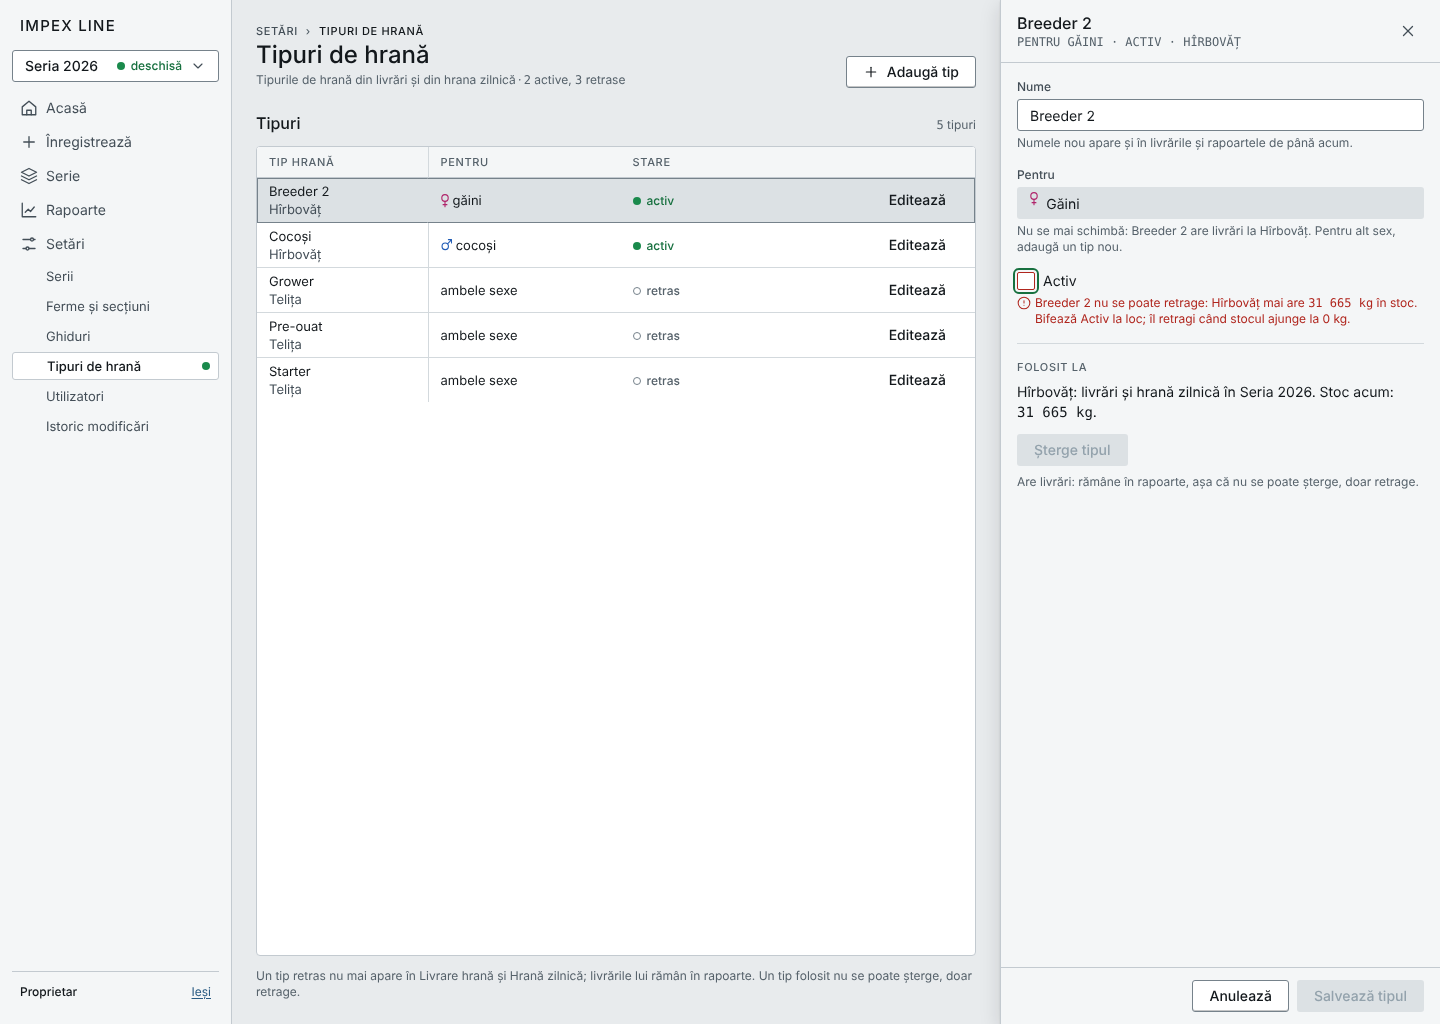 IMPEX LINE
Seria 2026 deschisă
Acasă
Înregistrează
Serie
Rapoarte
Setări
Serii
Ferme și secțiuni
Ghiduri
Tipuri de hrană
Utilizatori
Istoric modificări
Proprietar Ieși
SETĂRI › TIPURI DE HRANĂ
Tipuri de hrană
Tipurile de hrană din livrări și din hrana zilnică · 2 active, 3 retrase
Adaugă tip
Tipuri 5 tipuri
TIP HRANĂ PENTRU STARE
Breeder 2
Hîrbovăț
♀ găini activ Editează
Cocoși
Hîrbovăț
♂ cocoși activ Editează
Grower
Telița
ambele sexe retras Editează
Pre-ouat
Telița
ambele sexe retras Editează
Starter
Telița
ambele sexe retras Editează
Un tip retras nu mai apare în Livrare hrană și Hrană zilnică; livrările lui rămân în rapoarte. Un tip folosit nu se poate șterge, doar
retrage.
Breeder 2
PENTRU GĂINI · ACTIV · HÎRBOVĂȚ
Nume
Breeder 2
Numele nou apare și în livrările și rapoartele de până acum.
Pentru
♀ Găini
Nu se mai schimbă: Breeder 2 are livrări la Hîrbovăț. Pentru alt sex,
adaugă un tip nou.
Activ
Breeder 2 nu se poate retrage: Hîrbovăț mai are 31 665 kg în stoc.
Bifează Activ la loc; îl retragi când stocul ajunge la 0 kg.
FOLOSIT LA
Hîrbovăț: livrări și hrană zilnică în Seria 2026. Stoc acum:
31 665 kg.
Șterge tipul
Are livrări: rămâne în rapoarte, așa că nu se poate șterge, doar retrage.
Anulează Salvează tipul